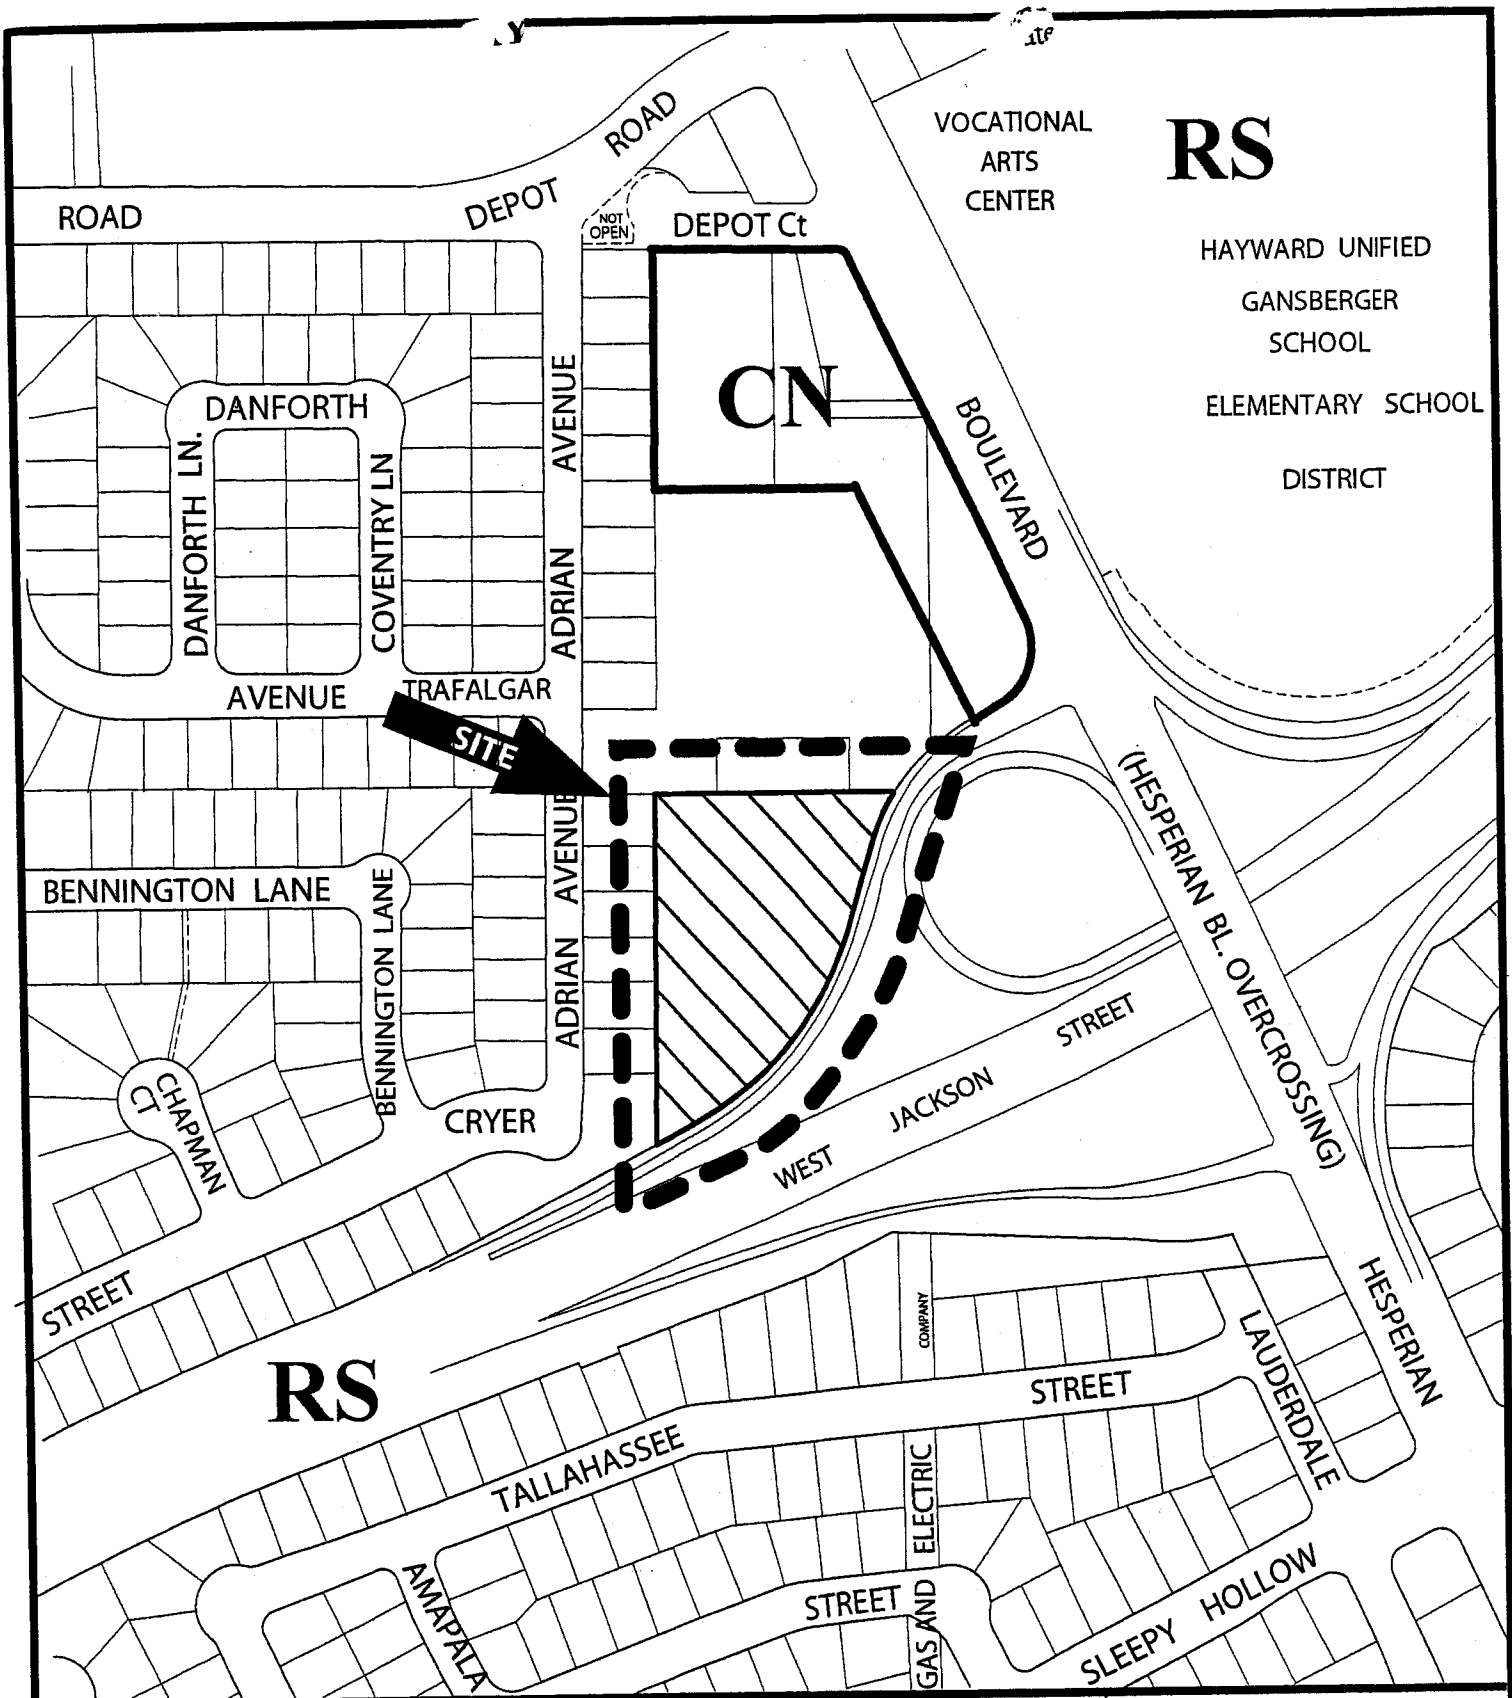 VOCATIONAL
ARTS
CENTER
RS
ROAD
DEPOT
ROAD
NOT
OPEN
DEPOT Ct
HAYWARD UNIFIED
GANSBERGER
SCHOOL
ELEMENTARY SCHOOL
DISTRICT
CN
BOULEVARD
DANFORTH
DANFORTH LN.
COVENTRY LN
ADRIAN AVENUE
AVENUE
TRAFALGAR
SITE
(HESPERIAN BL. OVERCROSSING)
BENNINGTON LANE
BENNINGTON LANE
ADRIAN AVENUE
CHAPMAN
CT
CRYER
STREET
WEST JACKSON STREET
RS
HESPERIAN
COMPANY
LAUDERDALE
STREET
TALLAHASSEE
GAS AND ELECTRIC
AMAPALA
STREET
SLEEPY HOLLOW